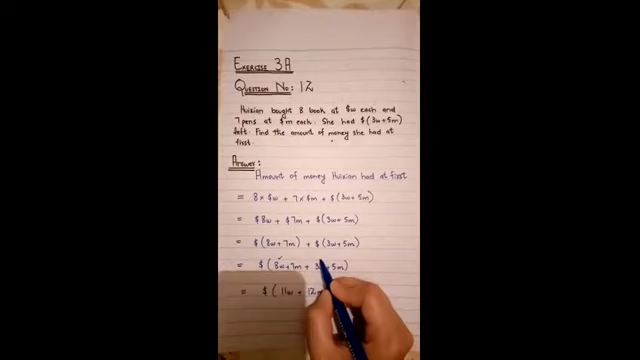 EXERCISE 3A
QUESTION NO: 12
Huixian bought 8 book at $w each and
7 pens at $m each. She had $(3w+5m)
left. Find the amount of money she had at
first.
Answer:
Amount of money Huixian had at first
= 8 × $w + 7 × $m + $(3w+5m)
= $8w + $7m + $(3w+5m)
= $(8w+7m) + $(3w+5m)
= $(8w+7m + 3 +5m)
= $(11w + 12m